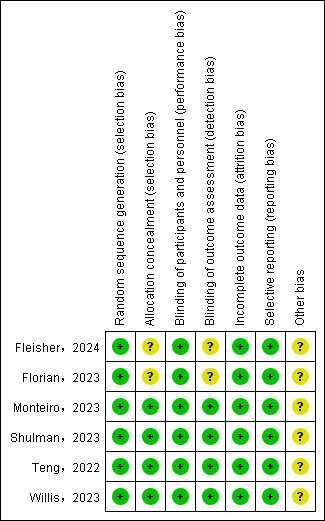 Random sequence generation (selection bias)
Allocation concealment (selection bias)
Blinding of participants and personnel (performance bias)
Blinding of outcome assessment (detection bias)
Incomplete outcome data (attrition bias)
Selective reporting (reporting bias)
Other bias
Fleisher，2024 + ? + ? + + ?
Florian，2023 + ? + ? + + ?
Monteiro，2023 + + + + + + ?
Shulman，2023 + + + + + + ?
Teng，2022 + + + + + + ?
Willis，2023 + + + + + + ?